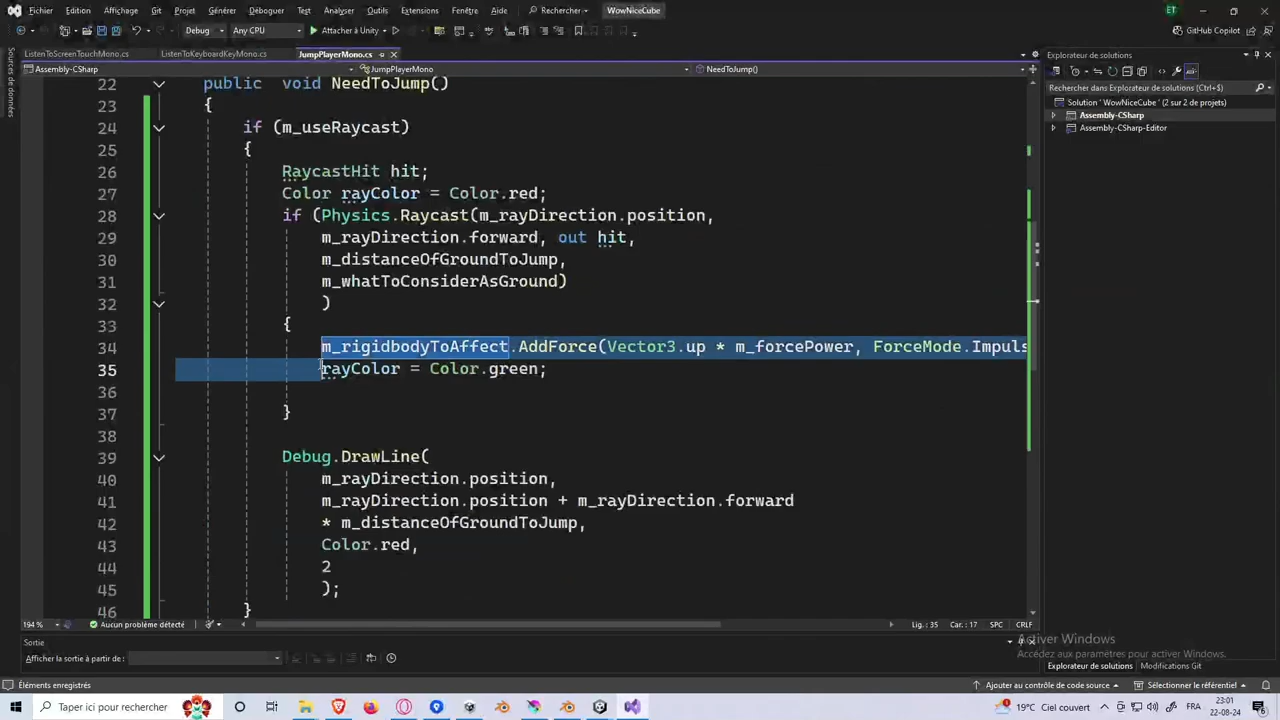 Fichier Edition Affichage Git Projet Générer Déboguer Test Analyser Outils Extensions Fenêtre Aide Rechercher WowNiceCube ET
Debug Any CPU Attacher à Unity GitHub Copilot
Sources de données
ListenToScreenTouchMono.cs ListenToKeyboardKeyMono.cs JumpPlayerMono.cs
Assembly-CSharp JumpPlayerMono NeedToJump()
22 public void NeedToJump()
23 {
24 if (m_useRaycast)
25 {
26 RaycastHit hit;
27 Color rayColor = Color.red;
28 if (Physics.Raycast(m_rayDirection.position,
29 m_rayDirection.forward, out hit,
30 m_distanceOfGroundToJump,
31 m_whatToConsiderAsGround)
32 )
33 {
34 m_rigidbodyToAffect.AddForce(Vector3.up * m_forcePower, ForceMode.Impuls
35 rayColor = Color.green;
36
37 }
38
39 Debug.DrawLine(
40 m_rayDirection.position,
41 m_rayDirection.position + m_rayDirection.forward
42 * m_distanceOfGroundToJump,
43 Color.red,
44 2
45 );
46 }
Explorateur de solutions
Rechercher dans Explorateur de solutions (Ctrl+$)
Solution ' WowNiceCube ' (2 sur 2 de projets)
Assembly-CSharp
Assembly-CSharp-Editor
194 % Aucun problème détecté Lig. : 35 Car. : 17 SPC CRLF
Sortie
Afficher la sortie à partir de :
Activer Windows
Accédez aux paramètres pour activer Windows.
Explorateur de solutions Modifications Git
Éléments enregistrés Ajouter au contrôle de code source Sélectionner le référentiel
Taper ici pour rechercher 19°C Ciel couvert FRA 23:01
22-08-24 6